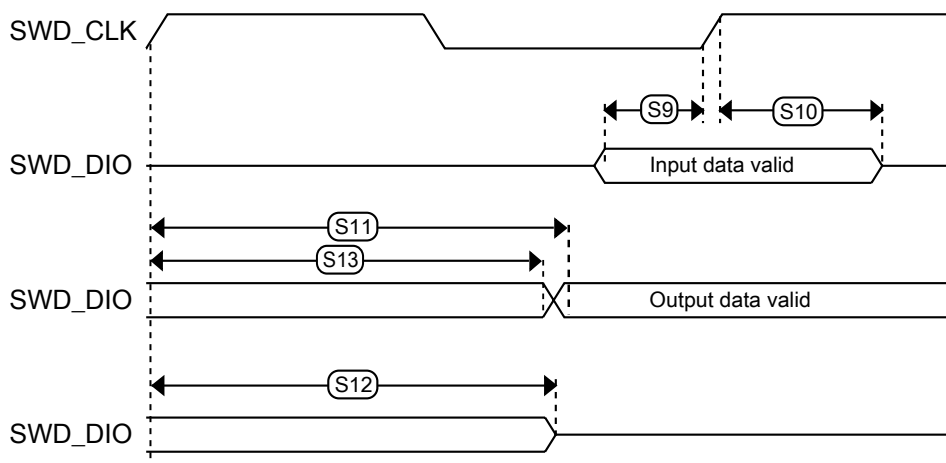 SWD_CLK
S9
S10
SWD_DIO
Input data valid
S11
S13
SWD_DIO
Output data valid
S12
SWD_DIO